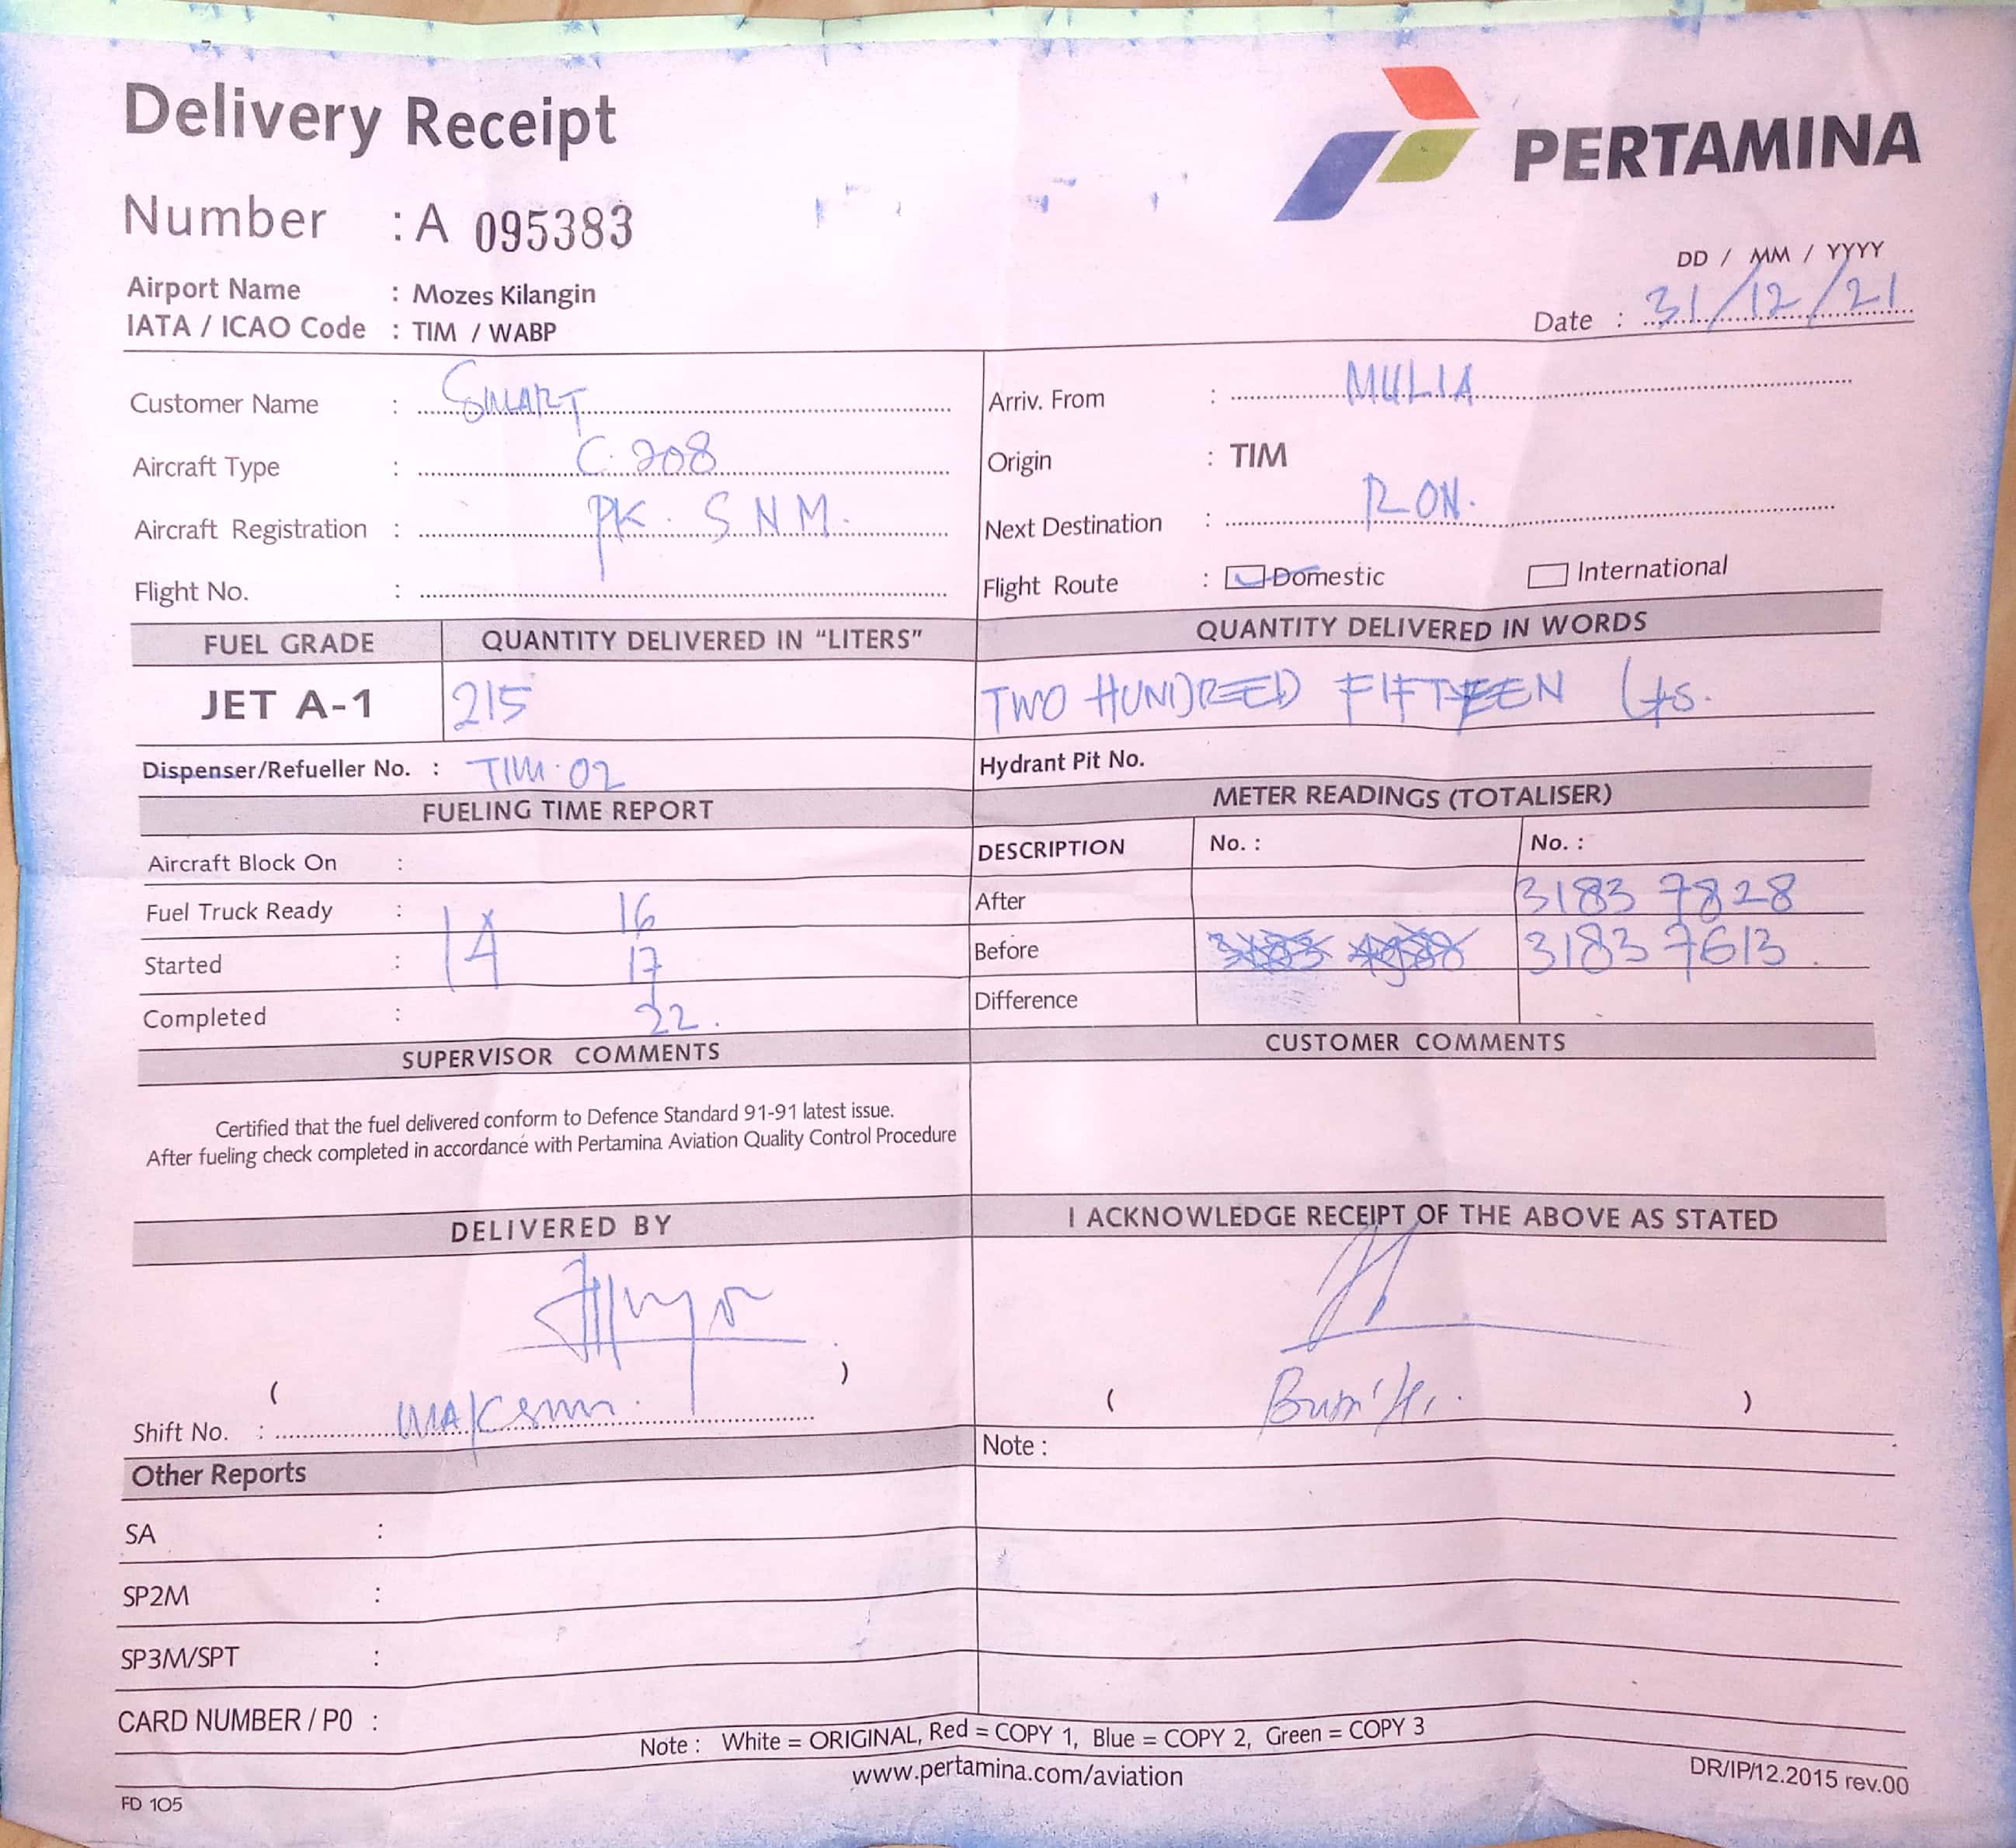 Delivery Receipt
PERTAMINA
Number : A 095383
DD / MM / YYYY
Airport Name : Mozes Kilangin
IATA / ICAO Code : TIM / WABP
Date : 31/12/21
Customer Name : SMART
Arriv. From : MULIA
Aircraft Type : C.208
Origin : TIM
Aircraft Registration : PK. S.N.M.
Next Destination : RON.
Flight No. :
Flight Route : Domestic International
FUEL GRADE QUANTITY DELIVERED IN “LITERS” QUANTITY DELIVERED IN WORDS
JET A-1 215 TWO HUNDRED FIFTEEN Lts.
Dispenser/Refueller No. : TIM.02 Hydrant Pit No.
FUELING TIME REPORT METER READINGS (TOTALISER)
Aircraft Block On : DESCRIPTION No. : No. :
Fuel Truck Ready : 16 After 3183 7828
Started : 14 17 Before 3183 7613
Completed : 22. Difference
SUPERVISOR COMMENTS CUSTOMER COMMENTS
Certified that the fuel delivered conform to Defence Standard 91-91 latest issue.
After fueling check completed in accordance with Pertamina Aviation Quality Control Procedure
DELIVERED BY I ACKNOWLEDGE RECEIPT OF THE ABOVE AS STATED
( ) ( )
Shift No. :
Note :
Other Reports
SA :
SP2M :
SP3M/SPT :
CARD NUMBER / P0 :
Note : White = ORIGINAL, Red = COPY 1, Blue = COPY 2, Green = COPY 3
www.pertamina.com/aviation
DR/IP/12.2015 rev.00
FD 105